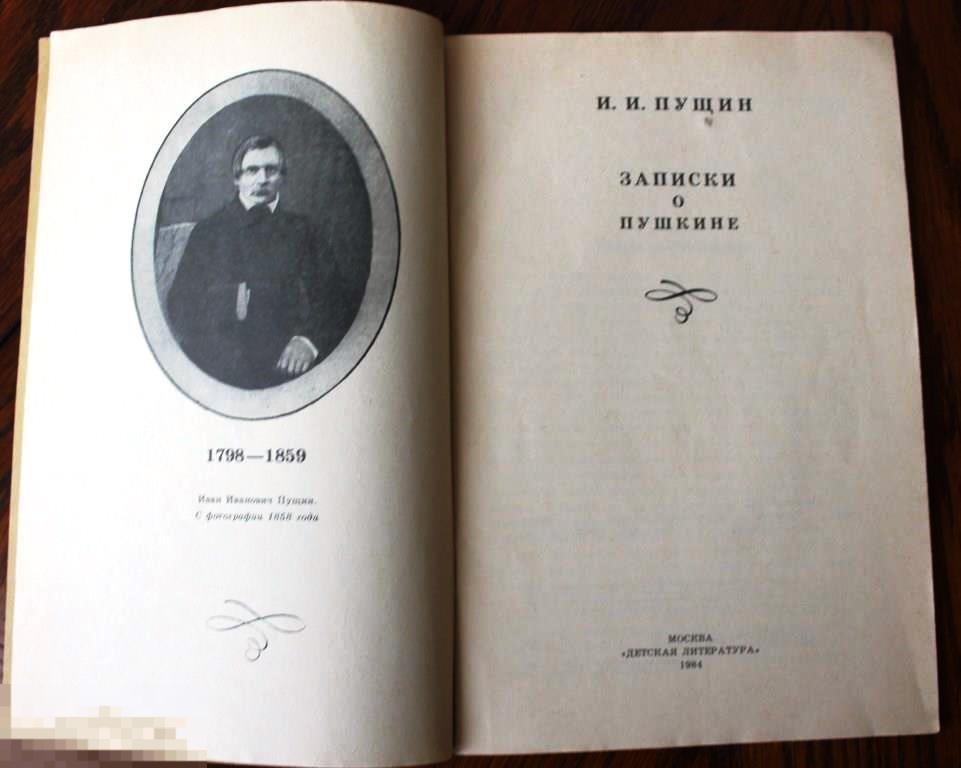 1798—1859
Иван Иванович Пущин.
С фотографии 1858 года
И. И. ПУЩИН
ЗАПИСКИ
О
ПУШКИНЕ
МОСКВА
«ДЕТСКАЯ ЛИТЕРАТУРА»
1984